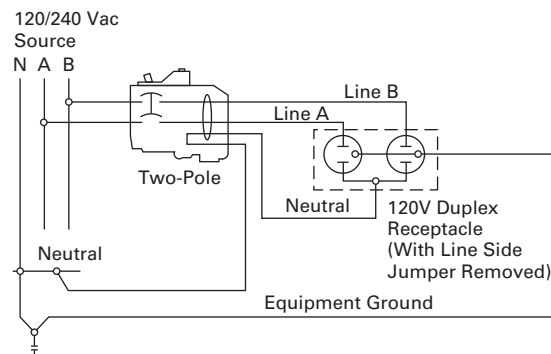 120/240 Vac
Source
N A B
Line B
Line A
Two-Pole
Neutral
120V Duplex
Receptacle
(With Line Side
Jumper Removed)
Neutral
Equipment Ground